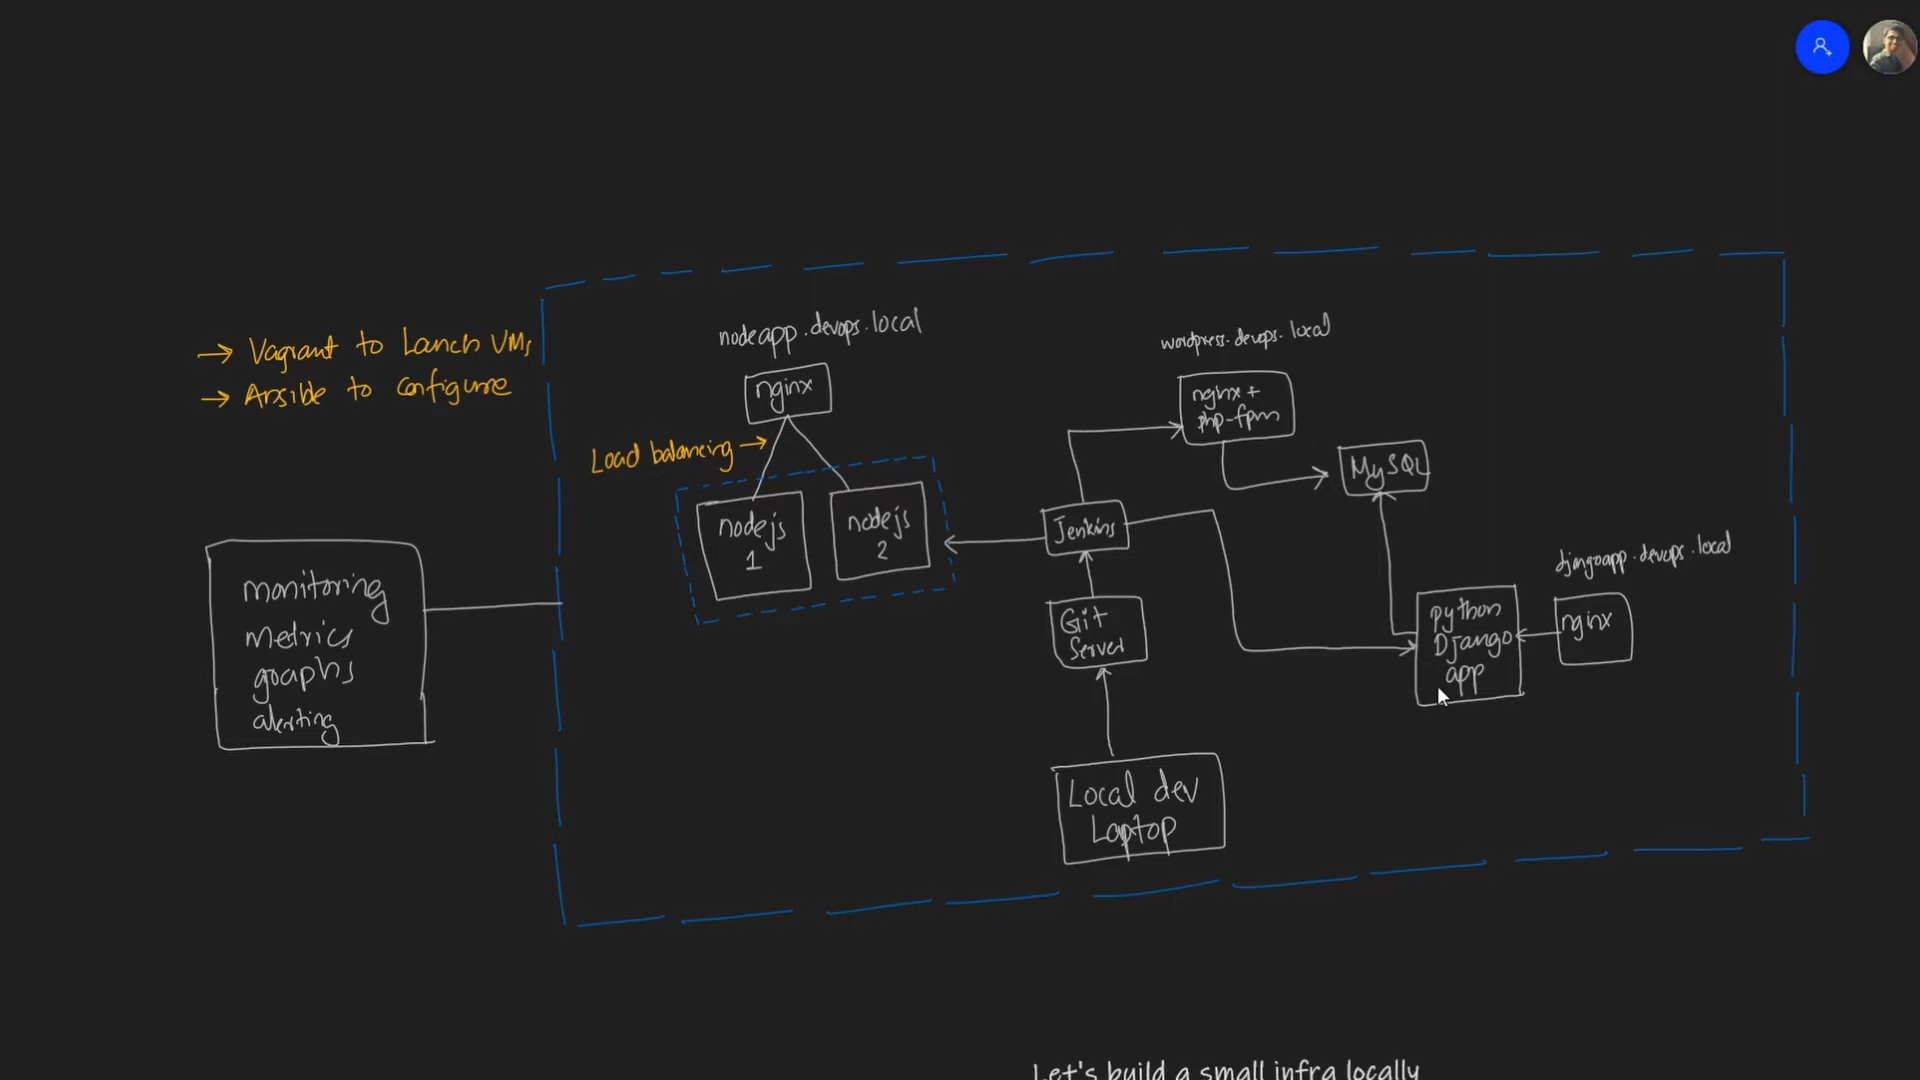 → Vagrant to Launch VMs
→ Ansible to configure
nodeapp.devops.local
nginx
Load balancing →
nodejs
1
nodejs
2
wordpress.devops.local
nginx +
php-fpm
MySQL
Jenkins
Git
Server
Local dev
Laptop
djangoapp.devops.local
python
Django
app
nginx
monitoring
metrics
graphs
alerting
Let's build a small infra locally